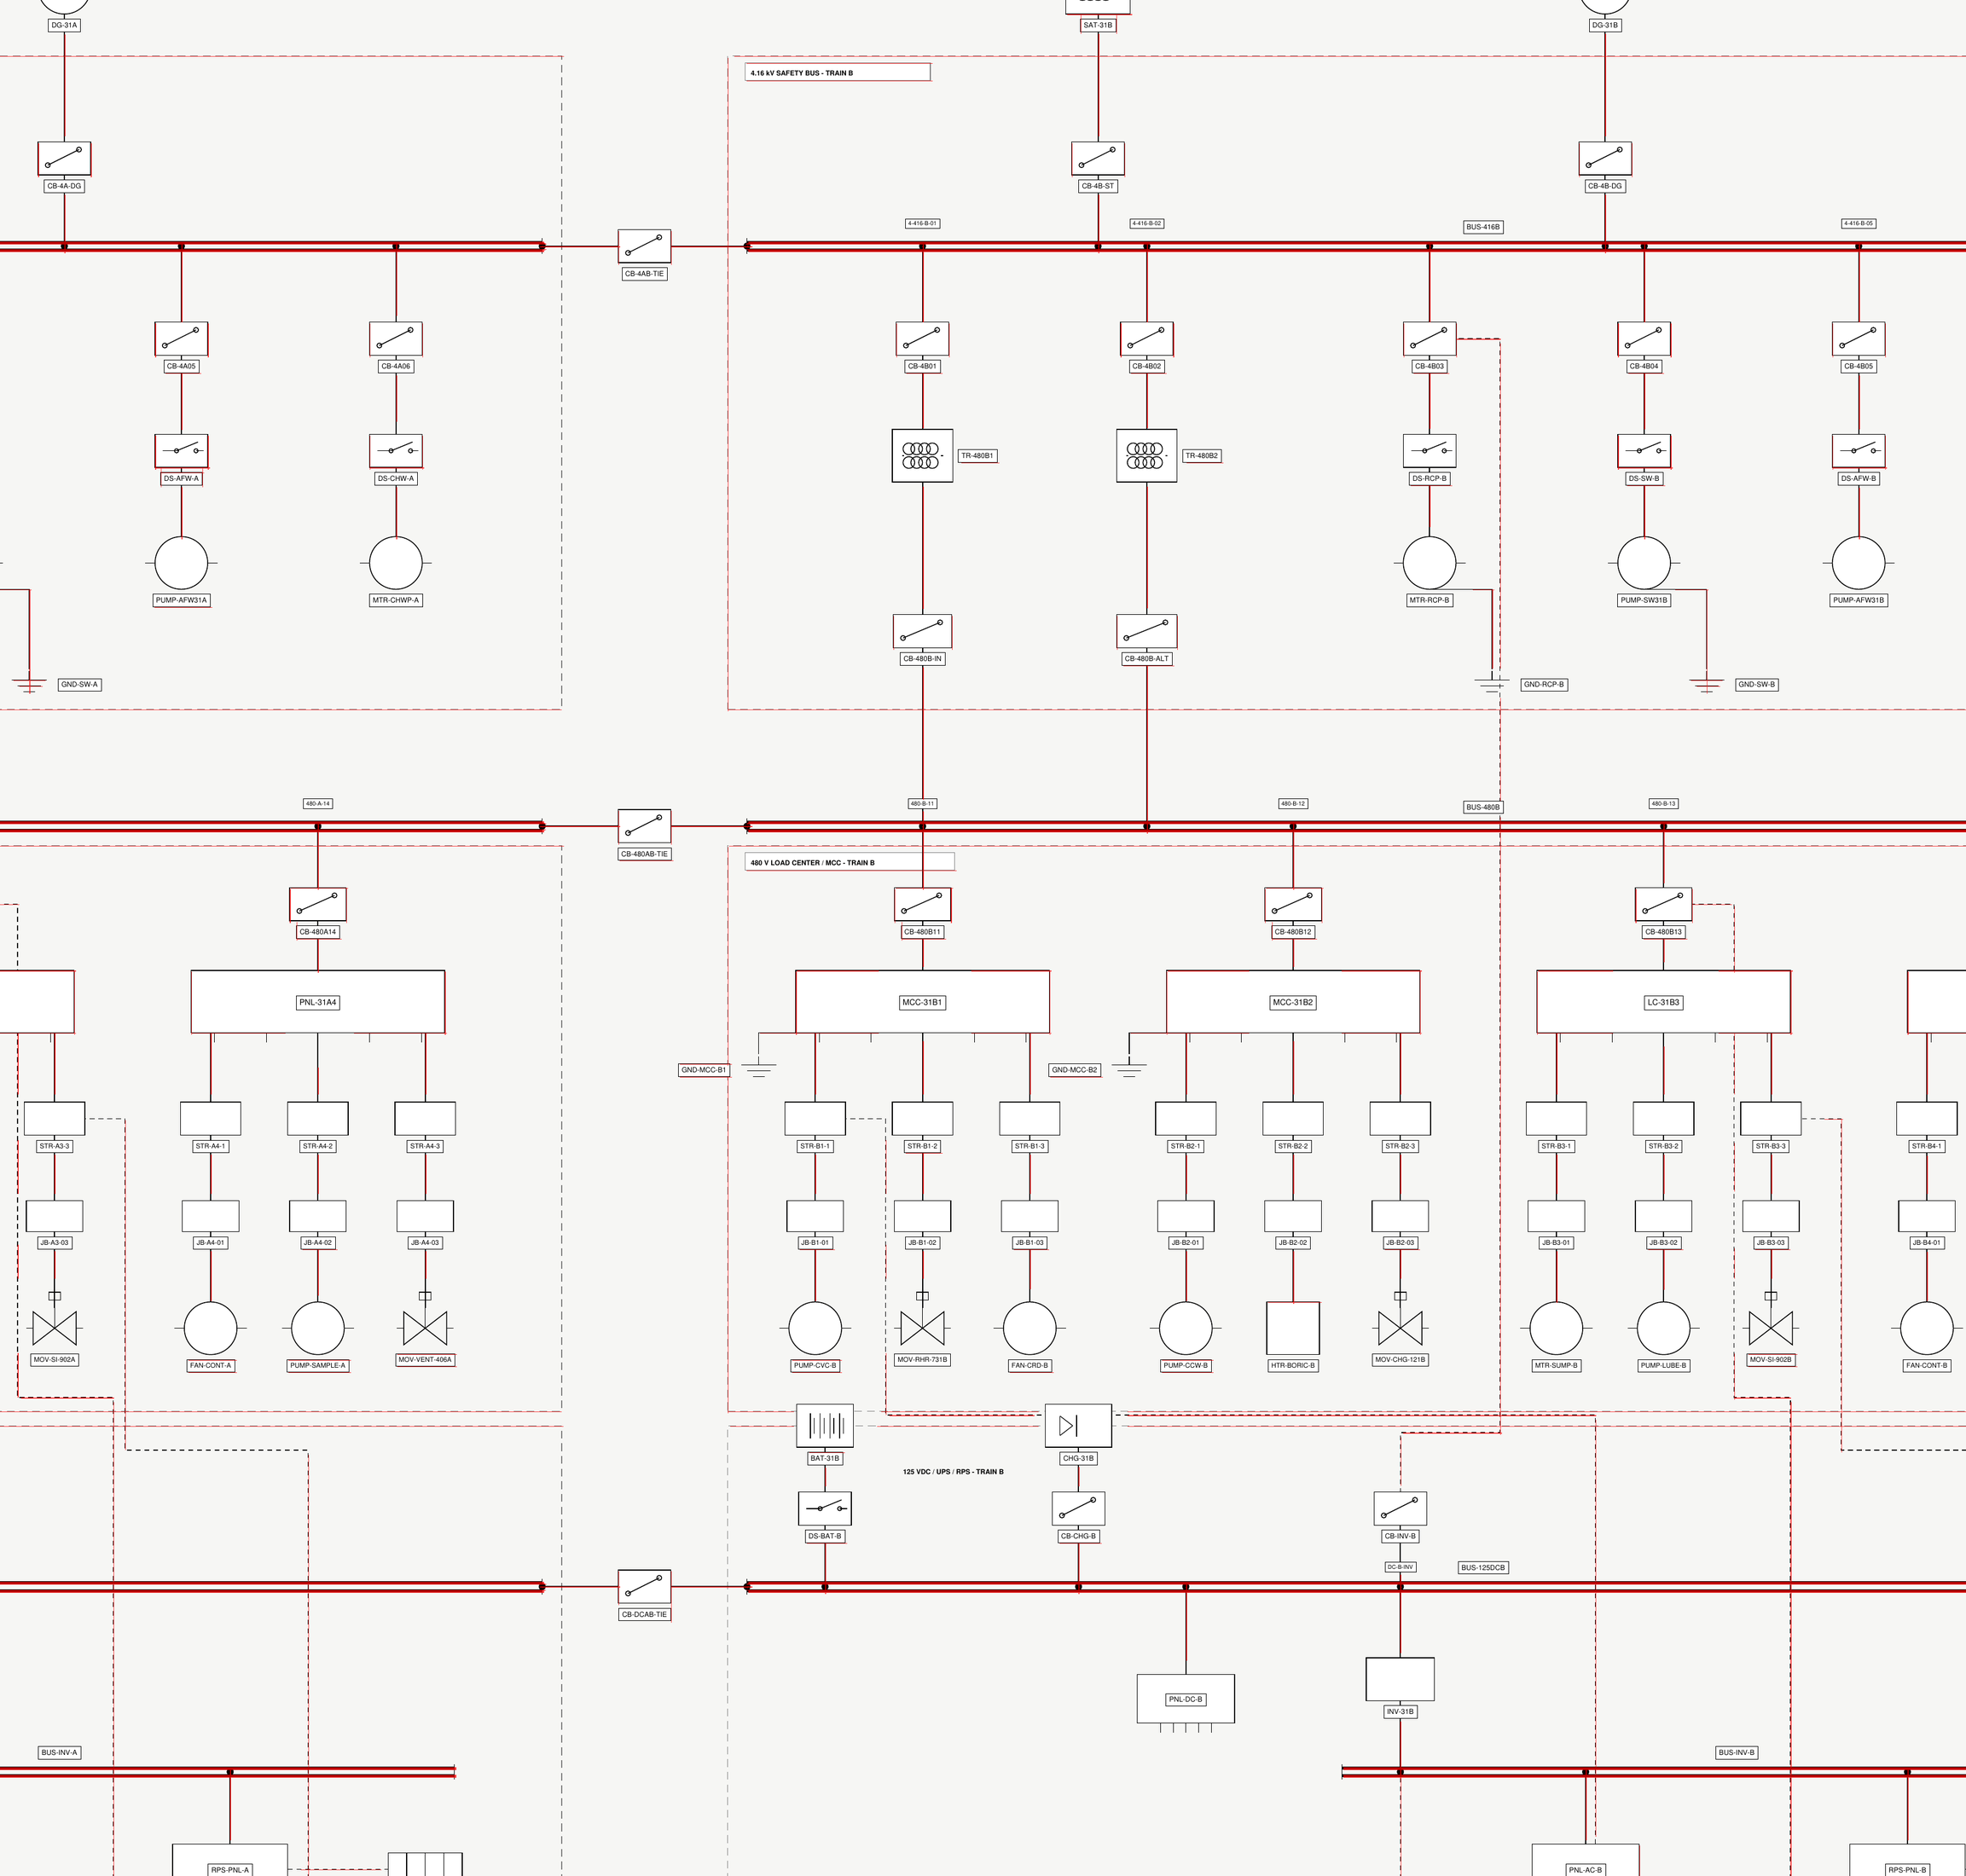 DG-31A
SAT-31B
DG-31B
4.16 kV SAFETY BUS - TRAIN B
CB-4A-DG
CB-4B-ST
CB-4B-DG
4-416-B-01
4-416-B-02
BUS-416B
4-416-B-05
CB-4AB-TIE
CB-4A05
CB-4A06
CB-4B01
CB-4B02
CB-4B03
CB-4B04
CB-4B05
TR-480B1
TR-480B2
DS-AFW-A
DS-CHW-A
DS-RCP-B
DS-SW-B
DS-AFW-B
PUMP-AFW31A
MTR-CHWP-A
MTR-RCP-B
PUMP-SW31B
PUMP-AFW31B
CB-480B-IN
CB-480B-ALT
GND-SW-A
GND-RCP-B
GND-SW-B
480-A-14
480-B-11
480-B-12
BUS-480B
480-B-13
CB-480AB-TIE
480 V LOAD CENTER / MCC - TRAIN B
CB-480A14
CB-480B11
CB-480B12
CB-480B13
PNL-31A4
MCC-31B1
MCC-31B2
LC-31B3
GND-MCC-B1
GND-MCC-B2
STR-A3-3
STR-A4-1
STR-A4-2
STR-A4-3
STR-B1-1
STR-B1-2
STR-B1-3
STR-B2-1
STR-B2-2
STR-B2-3
STR-B3-1
STR-B3-2
STR-B3-3
STR-B4-1
JB-A3-03
JB-A4-01
JB-A4-02
JB-A4-03
JB-B1-01
JB-B1-02
JB-B1-03
JB-B2-01
JB-B2-02
JB-B2-03
JB-B3-01
JB-B3-02
JB-B3-03
JB-B4-01
MOV-SI-902A
FAN-CONT-A
PUMP-SAMPLE-A
MOV-VENT-406A
PUMP-CVC-B
MOV-RHR-731B
FAN-CRD-B
PUMP-CCW-B
HTR-BORIC-B
MOV-CHG-121B
MTR-SUMP-B
PUMP-LUBE-B
MOV-SI-902B
FAN-CONT-B
BAT-31B
CHG-31B
125 VDC / UPS / RPS - TRAIN B
DS-BAT-B
CB-CHG-B
CB-INV-B
DC-B-INV
BUS-125DCB
CB-DCAB-TIE
PNL-DC-B
INV-31B
BUS-INV-A
BUS-INV-B
RPS-PNL-A
PNL-AC-B
RPS-PNL-B